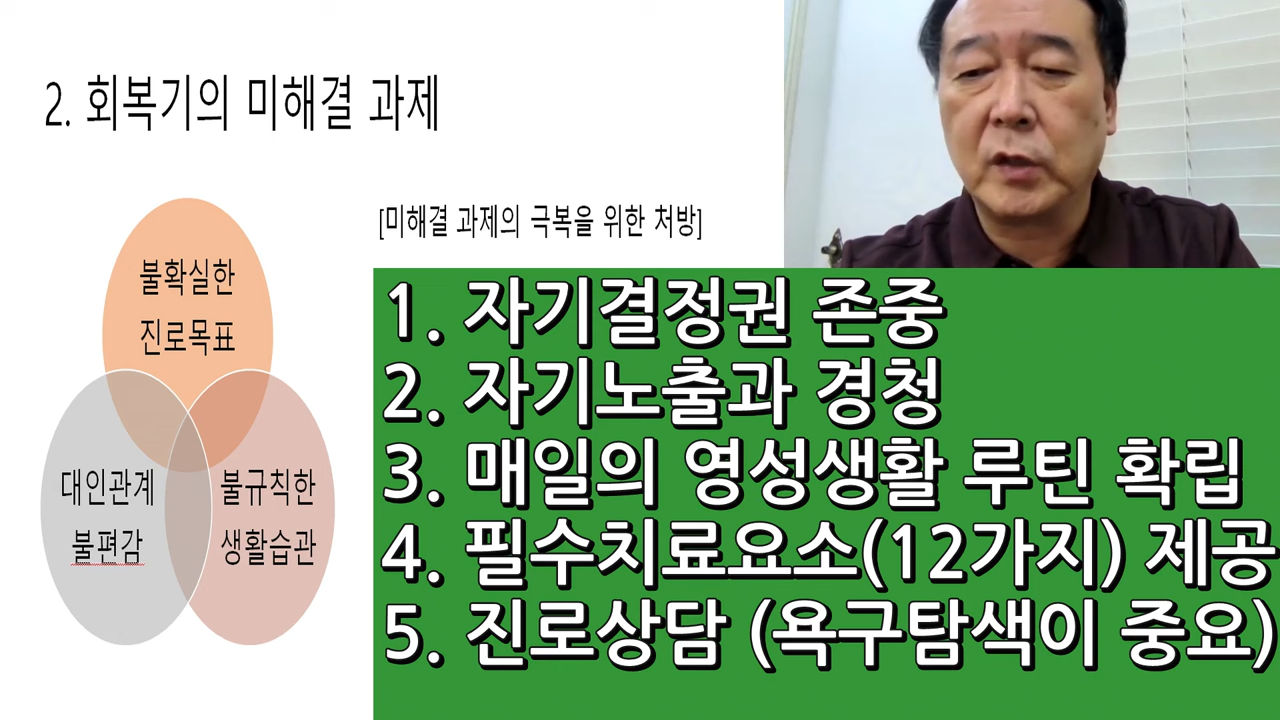 2. 회복기의 미해결 과제
불확실한
진로목표
대인관계
불편감
불규칙한
생활습관
[미해결 과제의 극복을 위한 처방]
1. 자기결정권 존중
2. 자기노출과 경청
3. 매일의 영성생활 루틴 확립
4. 필수치료요소(12가지) 제공
5. 진로상담 (욕구탐색이 중요)